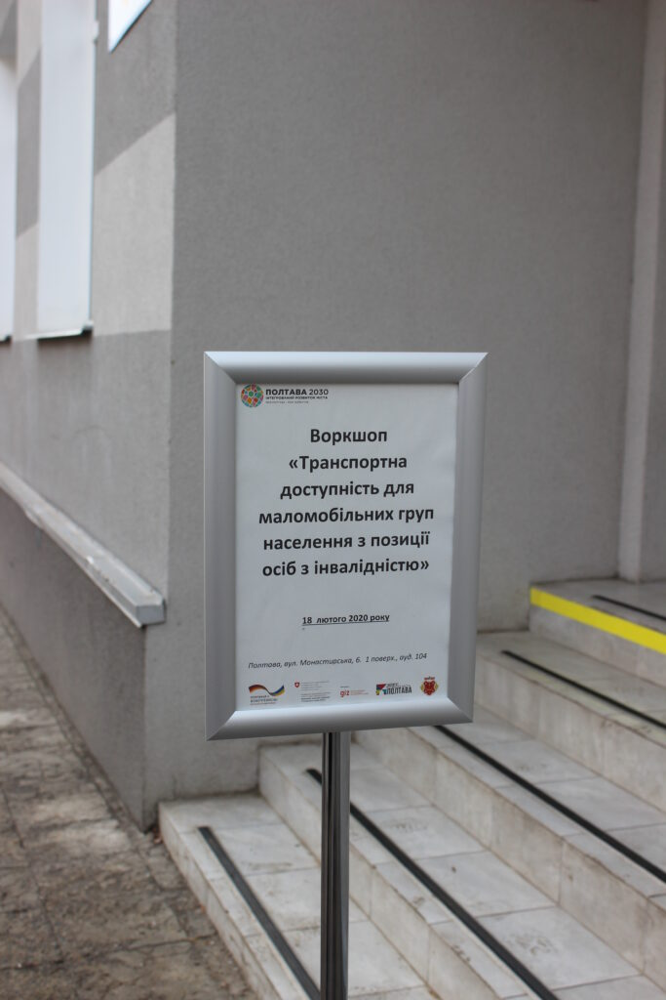 ПОЛТАВА 2030
ІНТЕГРОВАНИЙ РОЗВИТОК МІСТА
Воркшоп
«Транспортна
доступність для
маломобільних груп
населення з позиції
осіб з інвалідністю»
18 лютого 2020 року
Полтава, вул. Монастирська, 6. 1 поверх., ауд. 104
giz
ПОЛТАВА